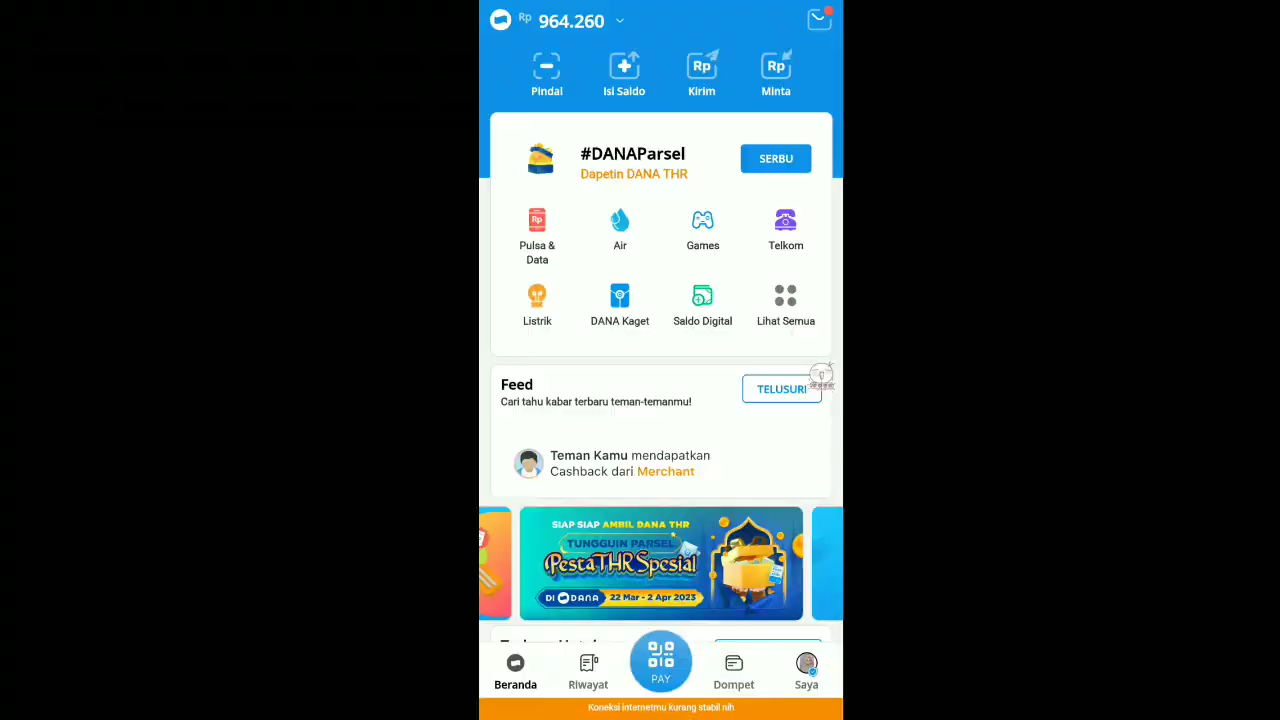 Rp 964.260
Pindai Isi Saldo Kirim Minta
#DANAParsel
Dapetin DANA THR
SERBU
Pulsa &
Data
Air
Games
Telkom
Listrik
DANA Kaget
Saldo Digital
Lihat Semua
Feed
TELUSURI
Cari tahu kabar terbaru teman-temanmu!
Teman Kamu mendapatkan
Cashback dari Merchant
SIAP SIAP AMBIL DANA THR
TUNGGUIN PARSEL
PestaTHRSpesial
DI DANA 22 Mar - 2 Apr 2023
PAY
Beranda Riwayat Dompet Saya
Koneksi internetmu kurang stabil nih